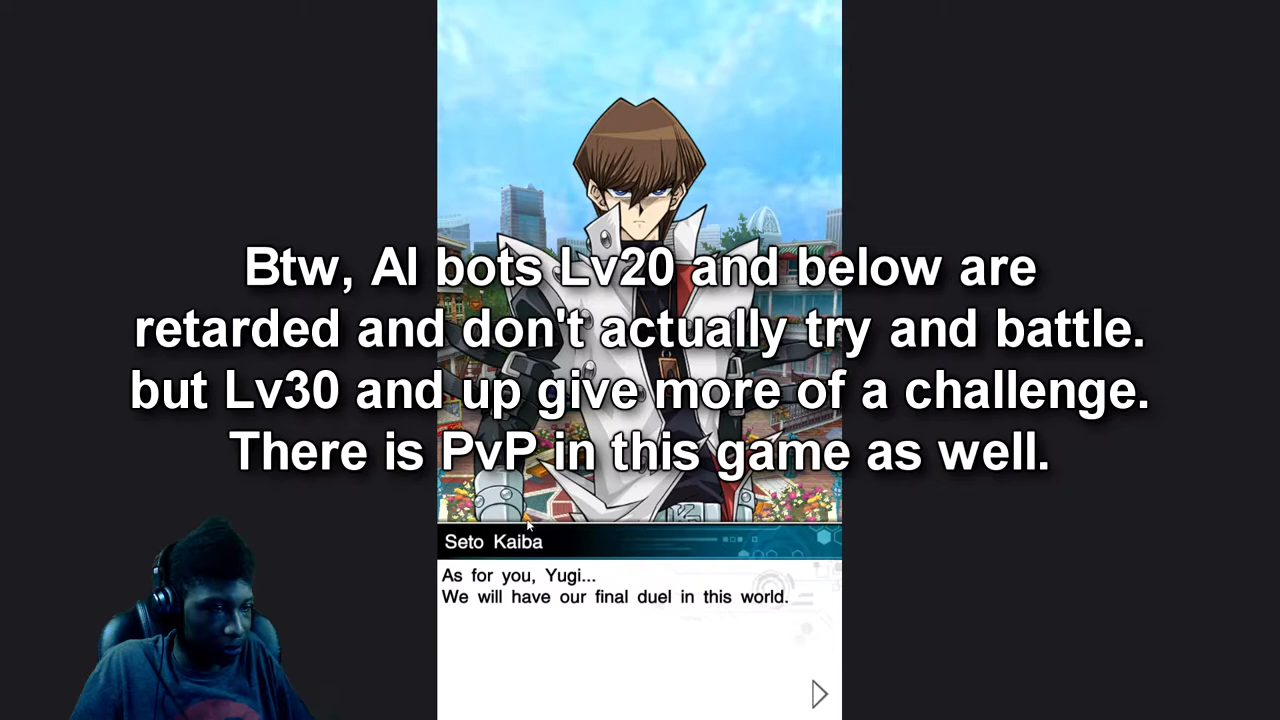 Btw, AI bots Lv20 and below are
retarded and don't actually try and battle.
but Lv30 and up give more of a challenge.
There is PvP in this game as well.
Seto Kaiba
As for you, Yugi...
We will have our final duel in this world.